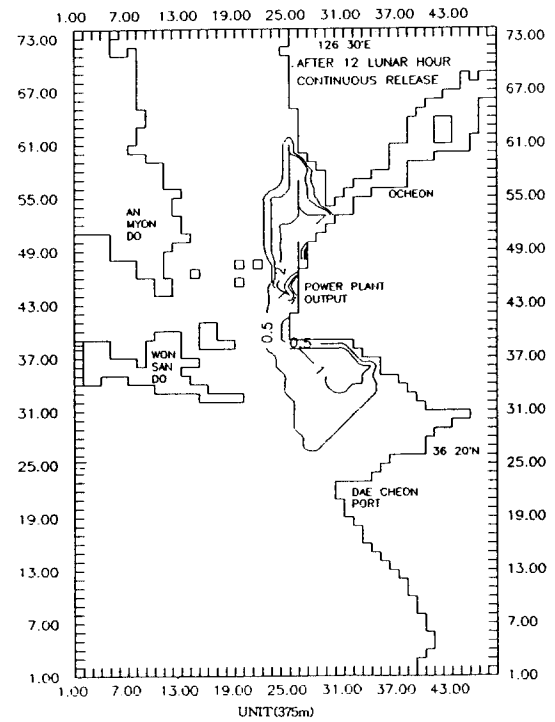 1.00 7.00 13.00 19.00 25.00 31.00 37.00 43.00
73.00
73.00
126 30'E
AFTER 12 LUNAR HOUR
CONTINUOUS RELEASE
67.00
67.00
61.00
61.00
55.00
55.00
OCHEON
AN
MYON
DO
49.00
49.00
2
POWER PLANT
OUTPUT
43.00
43.00
0.5
0.5
37.00
37.00
WON
SAN
DO
1
31.00
31.00
36 20'N
25.00
25.00
DAE CHEON
PORT
19.00
19.00
13.00
13.00
7.00
7.00
1.00
1.00
1.00 7.00 13.00 19.00 25.00 31.00 37.00 43.00
UNIT(375m)